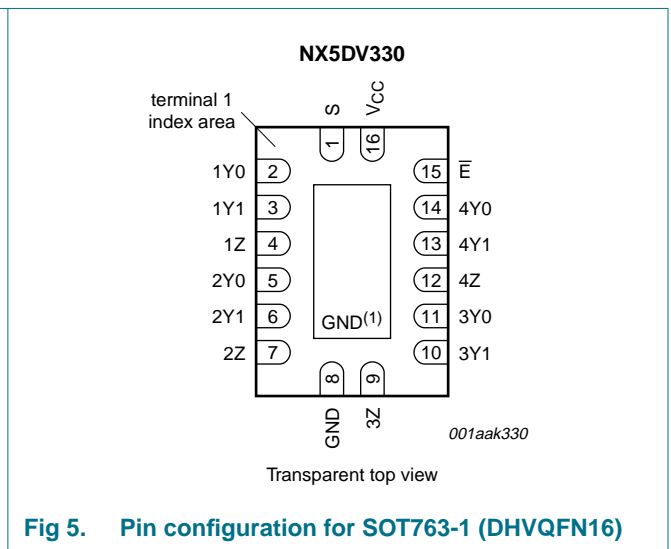 NX5DV330
terminal 1
index area
S
VCC
1
16
1Y0 2
15 E̅
1Y1 3
14 4Y0
1Z 4
13 4Y1
2Y0 5
12 4Z
2Y1 6
GND(1)
11 3Y0
2Z 7
10 3Y1
8
9
GND
3Z
001aak330
Transparent top view
Fig 5. Pin configuration for SOT763-1 (DHVQFN16)